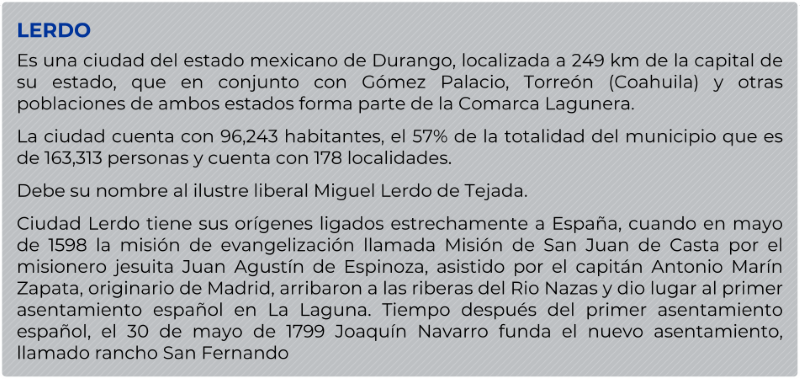 LERDO
Es una ciudad del estado mexicano de Durango, localizada a 249 km de la capital de
su estado, que en conjunto con Gómez Palacio, Torreón (Coahuila) y otras
poblaciones de ambos estados forma parte de la Comarca Lagunera.
La ciudad cuenta con 96,243 habitantes, el 57% de la totalidad del municipio que es
de 163,313 personas y cuenta con 178 localidades.
Debe su nombre al ilustre liberal Miguel Lerdo de Tejada.
Ciudad Lerdo tiene sus orígenes ligados estrechamente a España, cuando en mayo
de 1598 la misión de evangelización llamada Misión de San Juan de Casta por el
misionero jesuita Juan Agustín de Espinoza, asistido por el capitán Antonio Marín
Zapata, originario de Madrid, arribaron a las riberas del Rio Nazas y dio lugar al primer
asentamiento español en La Laguna. Tiempo después del primer asentamiento
español, el 30 de mayo de 1799 Joaquín Navarro funda el nuevo asentamiento,
llamado rancho San Fernando